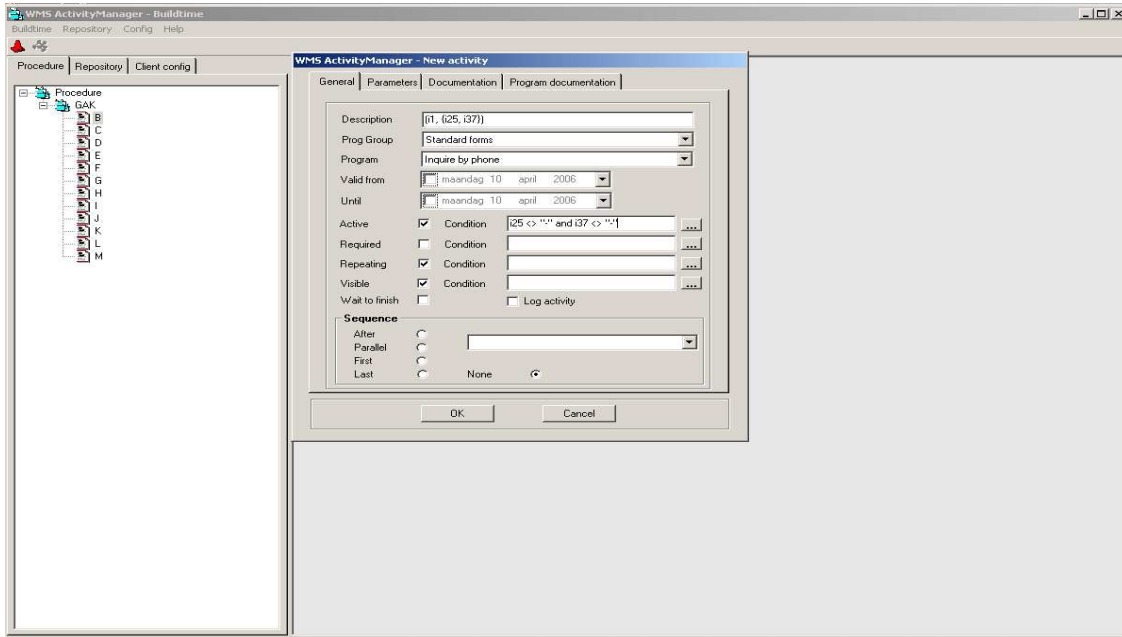 WMS ActivityManager - Buildtime
Buildtime Repository Config Help
Procedure Repository Client config
Procedure
GAK
B
C
D
E
F
G
H
I
J
K
L
M
WMS ActivityManager - New activity
General Parameters Documentation Program documentation
Description (i1, {i25, i37})
Prog Group Standard forms
Program Inquire by phone
Valid from maandag 10 april 2006
Until maandag 10 april 2006
Active Condition i25 <> "-" and i37 <> "-"
Required Condition ...
Repeating Condition ...
Visible Condition ...
Wait to finish Log activity
Sequence
After
Parallel
First
Last None
OK Cancel